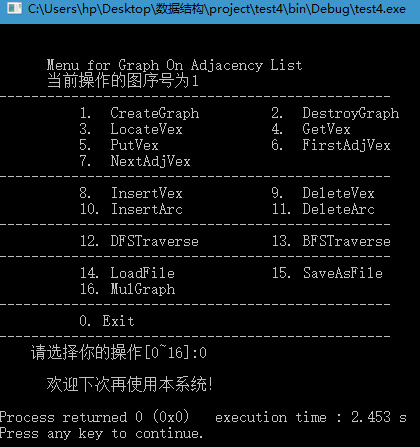 C:\Users\hp\Desktop\数据结构\project\test4\bin\Debug\test4.exe
Menu for Graph On Adjacency List
当前操作的图序号为1
-------------------------------------------------
1. CreateGraph 2. DestroyGraph
3. LocateVex 4. GetVex
5. PutVex 6. FirstAdjVex
7. NextAdjVex
-------------------------------------------------
8. InsertVex 9. DeleteVex
10. InsertArc 11. DeleteArc
-------------------------------------------------
12. DFSTraverse 13. BFSTraverse
-------------------------------------------------
14. LoadFile 15. SaveAsFile
16. MulGraph
-------------------------------------------------
0. Exit
-------------------------------------------------
请选择你的操作[0~16]:0
欢迎下次再使用本系统!
Process returned 0 (0x0) execution time : 2.453 s
Press any key to continue.